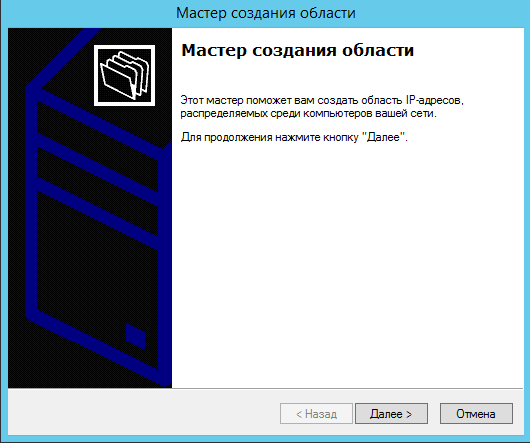 Мастер создания области
Мастер создания области
Этот мастер поможет вам создать область IP-адресов,
распределяемых среди компьютеров вашей сети.
Для продолжения нажмите кнопку "Далее".
< Назад Далее > Отмена